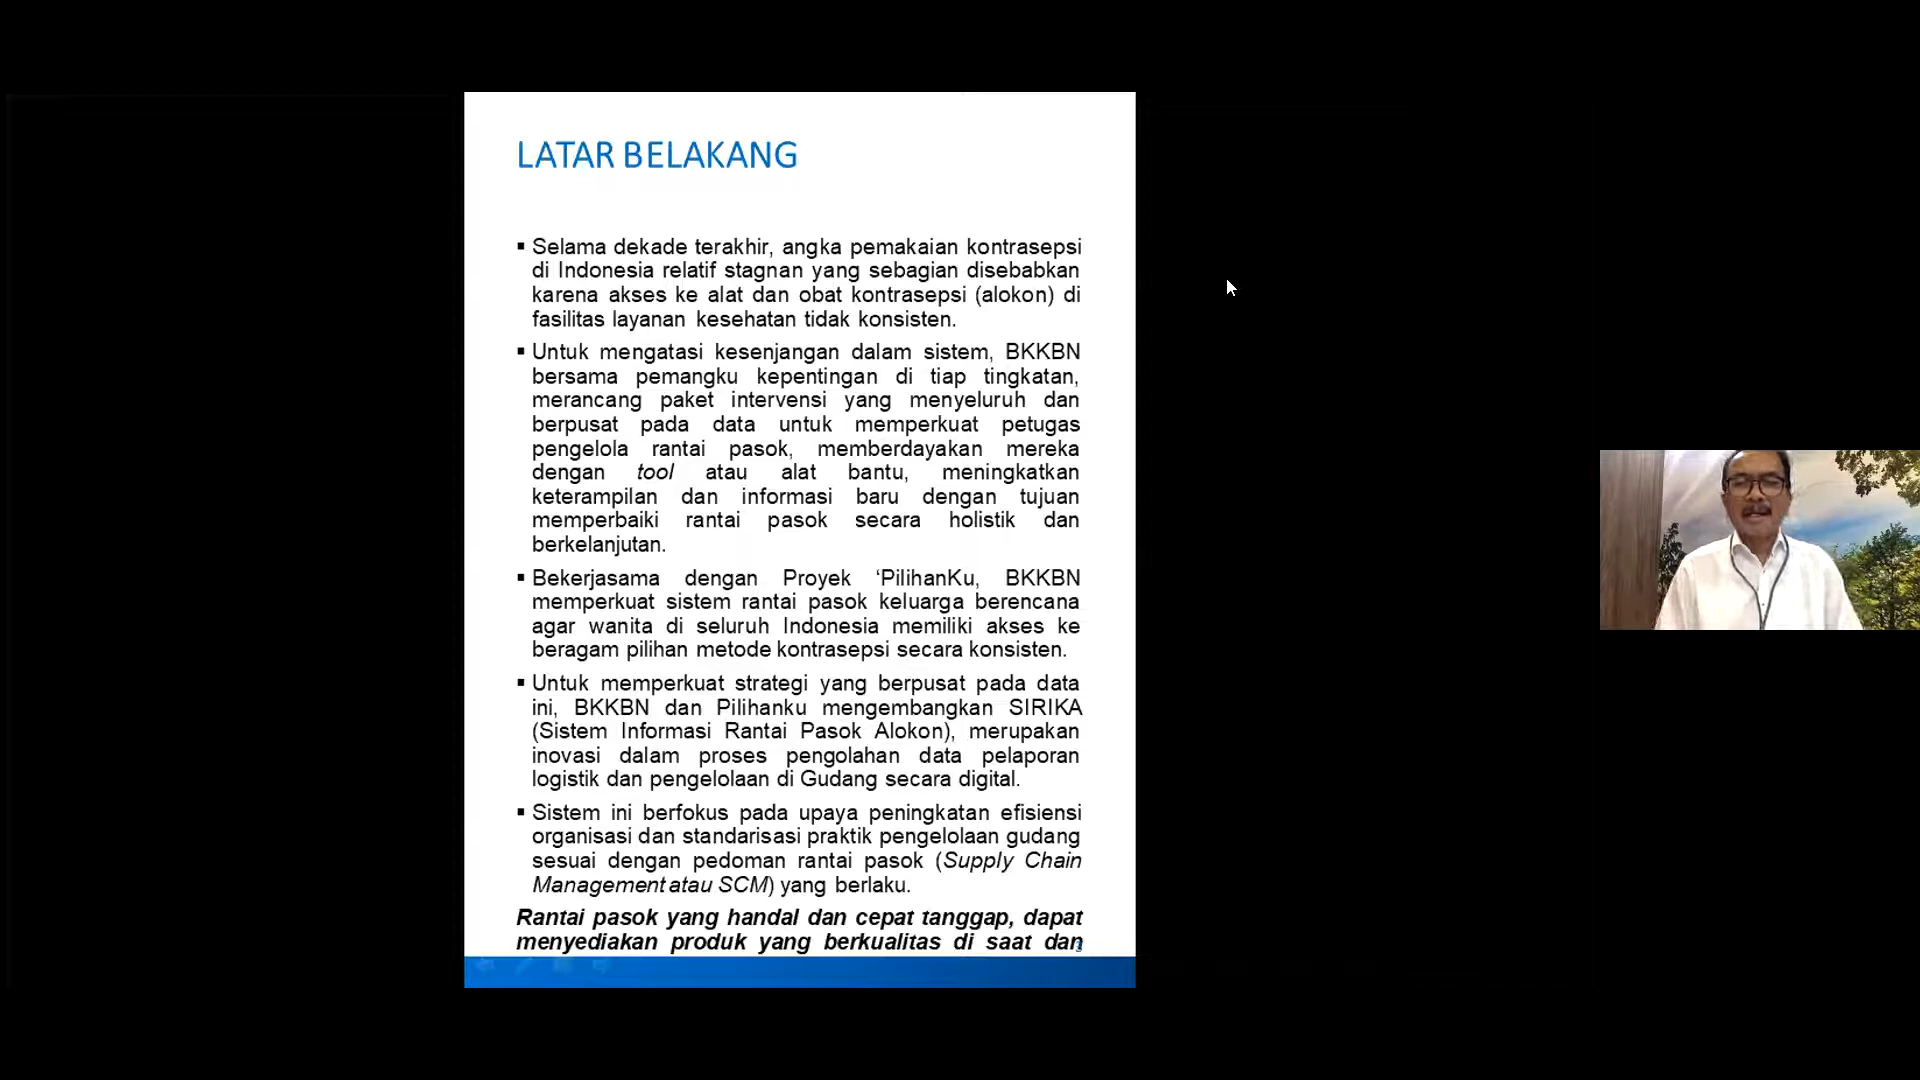 LATAR BELAKANG
▪ Selama dekade terakhir, angka pemakaian kontrasepsi
di Indonesia relatif stagnan yang sebagian disebabkan
karena akses ke alat dan obat kontrasepsi (alokon) di
fasilitas layanan kesehatan tidak konsisten.
▪ Untuk mengatasi kesenjangan dalam sistem, BKKBN
bersama pemangku kepentingan di tiap tingkatan,
merancang paket intervensi yang menyeluruh dan
berpusat pada data untuk memperkuat petugas
pengelola rantai pasok, memberdayakan mereka
dengan tool atau alat bantu, meningkatkan
keterampilan dan informasi baru dengan tujuan
memperbaiki rantai pasok secara holistik dan
berkelanjutan.
▪ Bekerjasama dengan Proyek ‘PilihanKu, BKKBN
memperkuat sistem rantai pasok keluarga berencana
agar wanita di seluruh Indonesia memiliki akses ke
beragam pilihan metode kontrasepsi secara konsisten.
▪ Untuk memperkuat strategi yang berpusat pada data
ini, BKKBN dan Pilihanku mengembangkan SIRIKA
(Sistem Informasi Rantai Pasok Alokon), merupakan
inovasi dalam proses pengolahan data pelaporan
logistik dan pengelolaan di Gudang secara digital.
▪ Sistem ini berfokus pada upaya peningkatan efisiensi
organisasi dan standarisasi praktik pengelolaan gudang
sesuai dengan pedoman rantai pasok (Supply Chain
Management atau SCM) yang berlaku.
Rantai pasok yang handal dan cepat tanggap, dapat
menyediakan produk yang berkualitas di saat dan